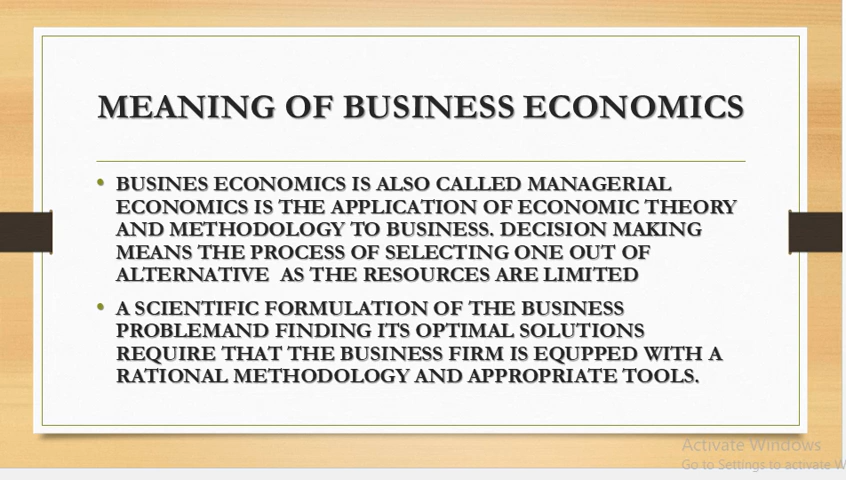 MEANING OF BUSINESS ECONOMICS
• BUSINES ECONOMICS IS ALSO CALLED MANAGERIAL
ECONOMICS IS THE APPLICATION OF ECONOMIC THEORY
AND METHODOLOGY TO BUSINESS. DECISION MAKING
MEANS THE PROCESS OF SELECTING ONE OUT OF
ALTERNATIVE  AS THE RESOURCES ARE LIMITED
• A SCIENTIFIC FORMULATION OF THE BUSINESS
PROBLEMAND FINDING ITS OPTIMAL SOLUTIONS
REQUIRE THAT THE BUSINESS FIRM IS EQUPPED WITH A
RATIONAL METHODOLOGY AND APPROPRIATE TOOLS.
Activate Windows
Go to Settings to activate W